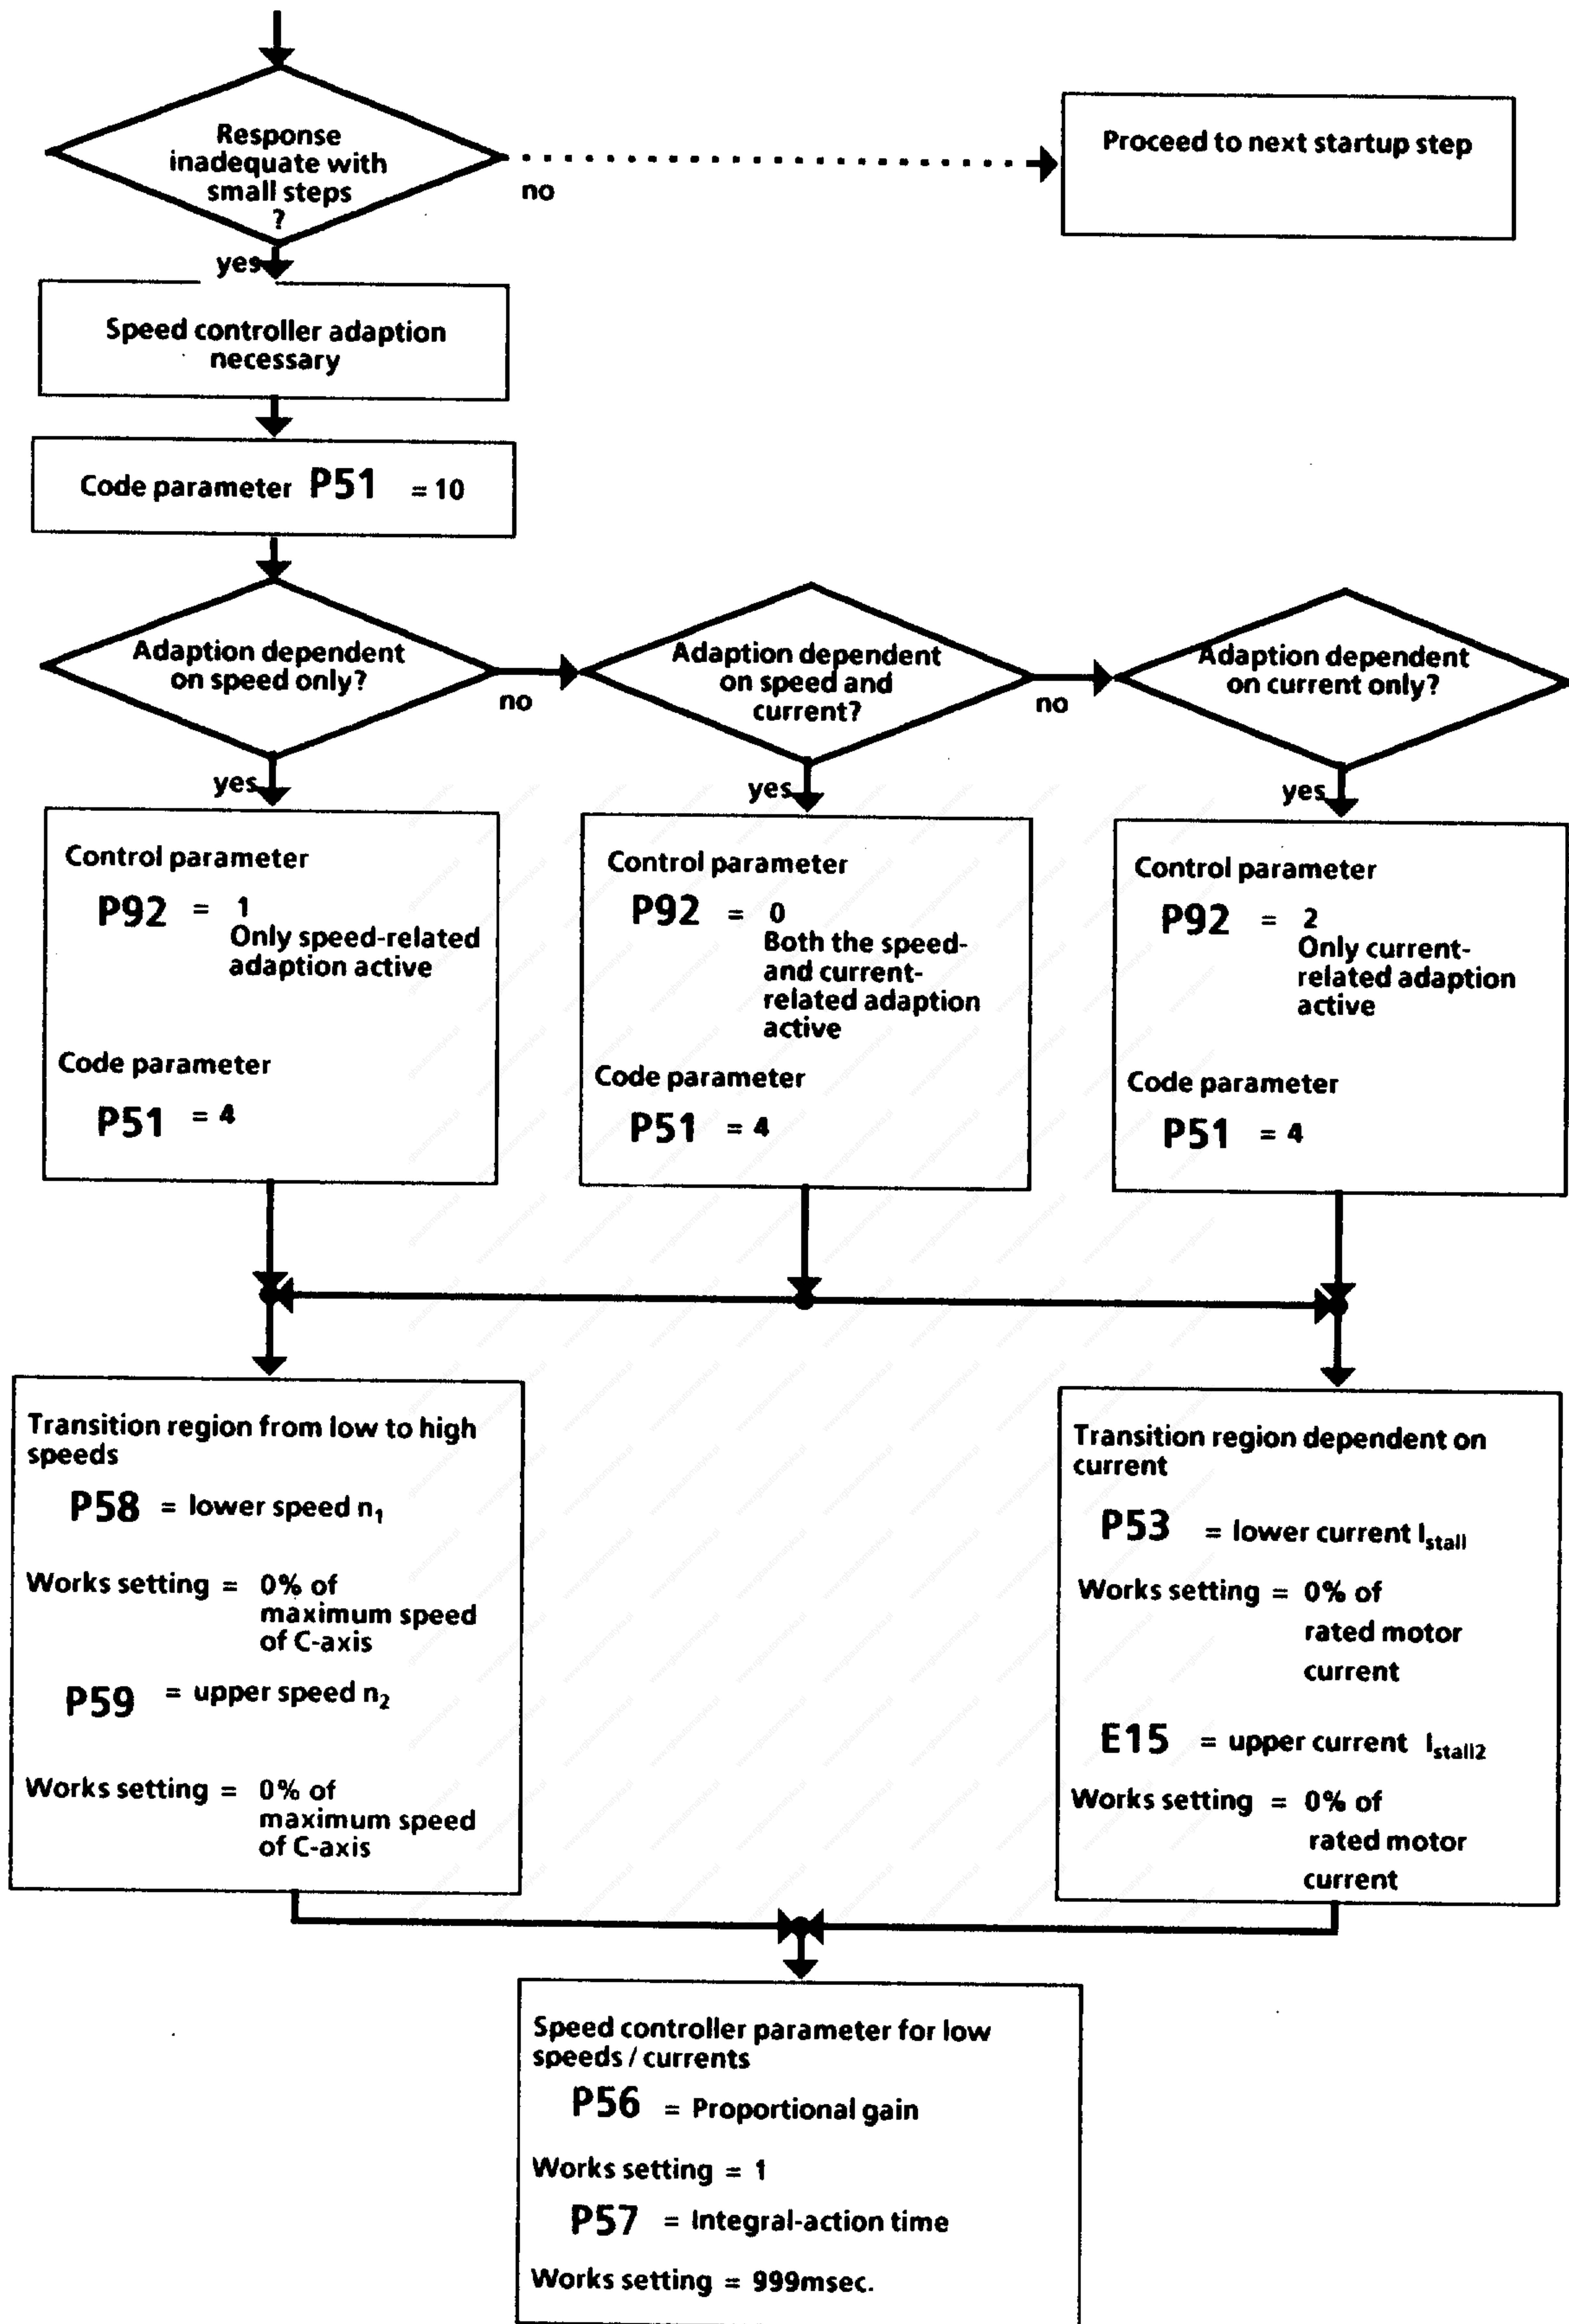 Response
inadequate with
small steps
?
no
Proceed to next startup step
yes
Speed controller adaption
necessary
Code parameter P51 = 10
Adaption dependent
on speed only?
no
Adaption dependent
on speed and
current?
no
Adaption dependent
on current only?
yes
Control parameter
P92 = 1
Only speed-related
adaption active
Code parameter
P51 = 4
yes
Control parameter
P92 = 0
Both the speed-
and current-
related adaption
active
Code parameter
P51 = 4
yes
Control parameter
P92 = 2
Only current-
related adaption
active
Code parameter
P51 = 4
Transition region from low to high
speeds
P58 = lower speed n1
Works setting = 0% of
maximum speed
of C-axis
P59 = upper speed n2
Works setting = 0% of
maximum speed
of C-axis
Transition region dependent on
current
P53 = lower current Istall
Works setting = 0% of
rated motor
current
E15 = upper current Istall2
Works setting = 0% of
rated motor
current
Speed controller parameter for low
speeds / currents
P56 = Proportional gain
Works setting = 1
P57 = Integral-action time
Works setting = 999msec.